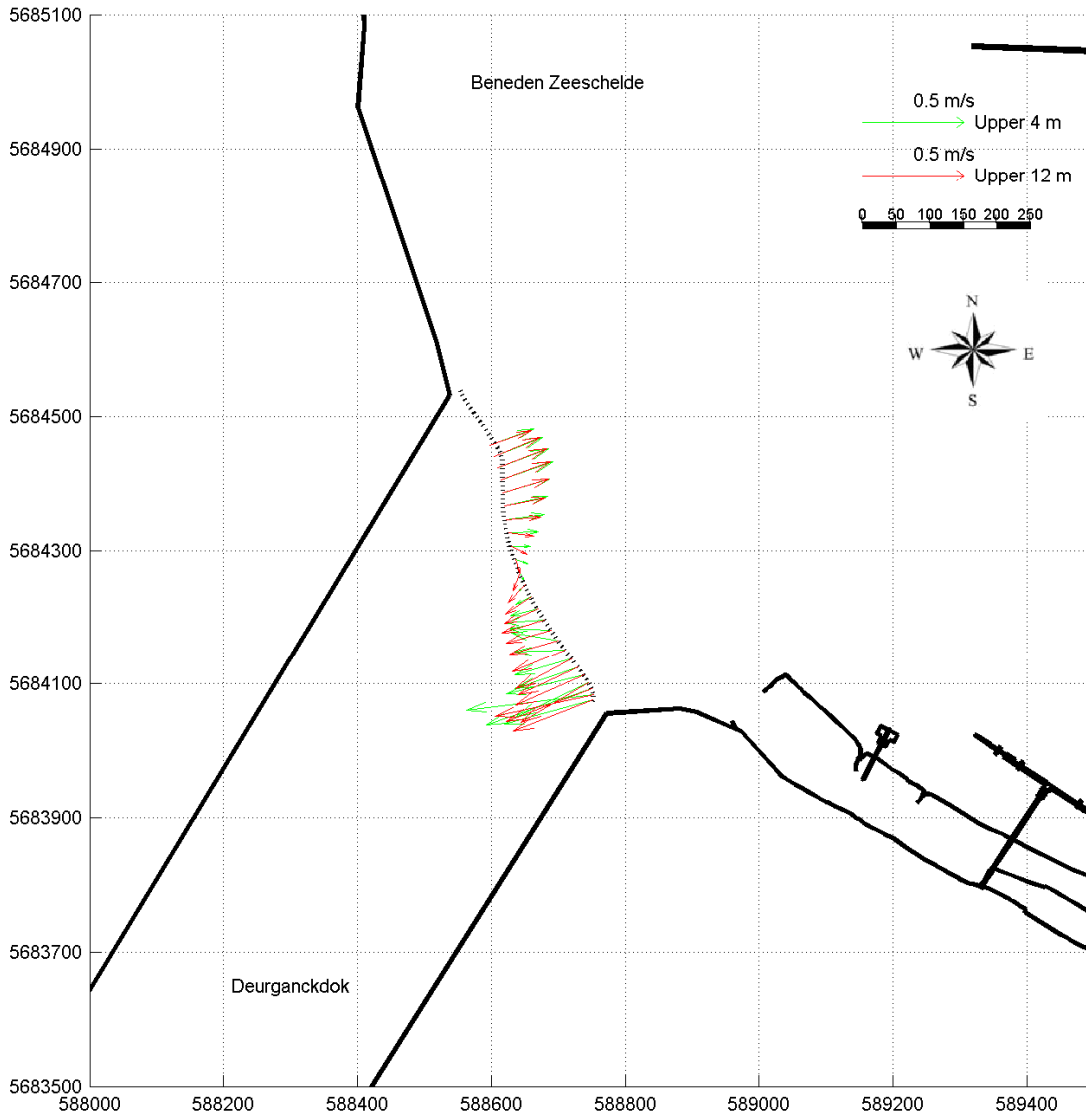 5685100
Beneden Zeeschelde
0.5 m/s
Upper 4 m
5684900
0.5 m/s
Upper 12 m
0 50 100 150 200 250
5684700
N
W E
S
5684500
5684300
5684100
5683900
5683700
Deurganckdok
5683500
588000 588200 588400 588600 588800 589000 589200 589400